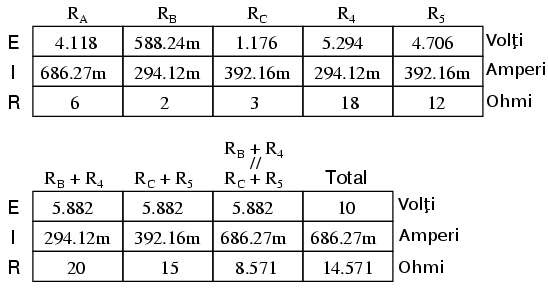 R_A R_B R_C R_4 R_5
E 4.118 588.24m 1.176 5.294 4.706 Volţi
I 686.27m 294.12m 392.16m 294.12m 392.16m Amperi
R 6 2 3 18 12 Ohmi
R_B + R_4
//
R_B + R_4 R_C + R_5 R_C + R_5 Total
E 5.882 5.882 5.882 10 Volţi
I 294.12m 392.16m 686.27m 686.27m Amperi
R 20 15 8.571 14.571 Ohmi